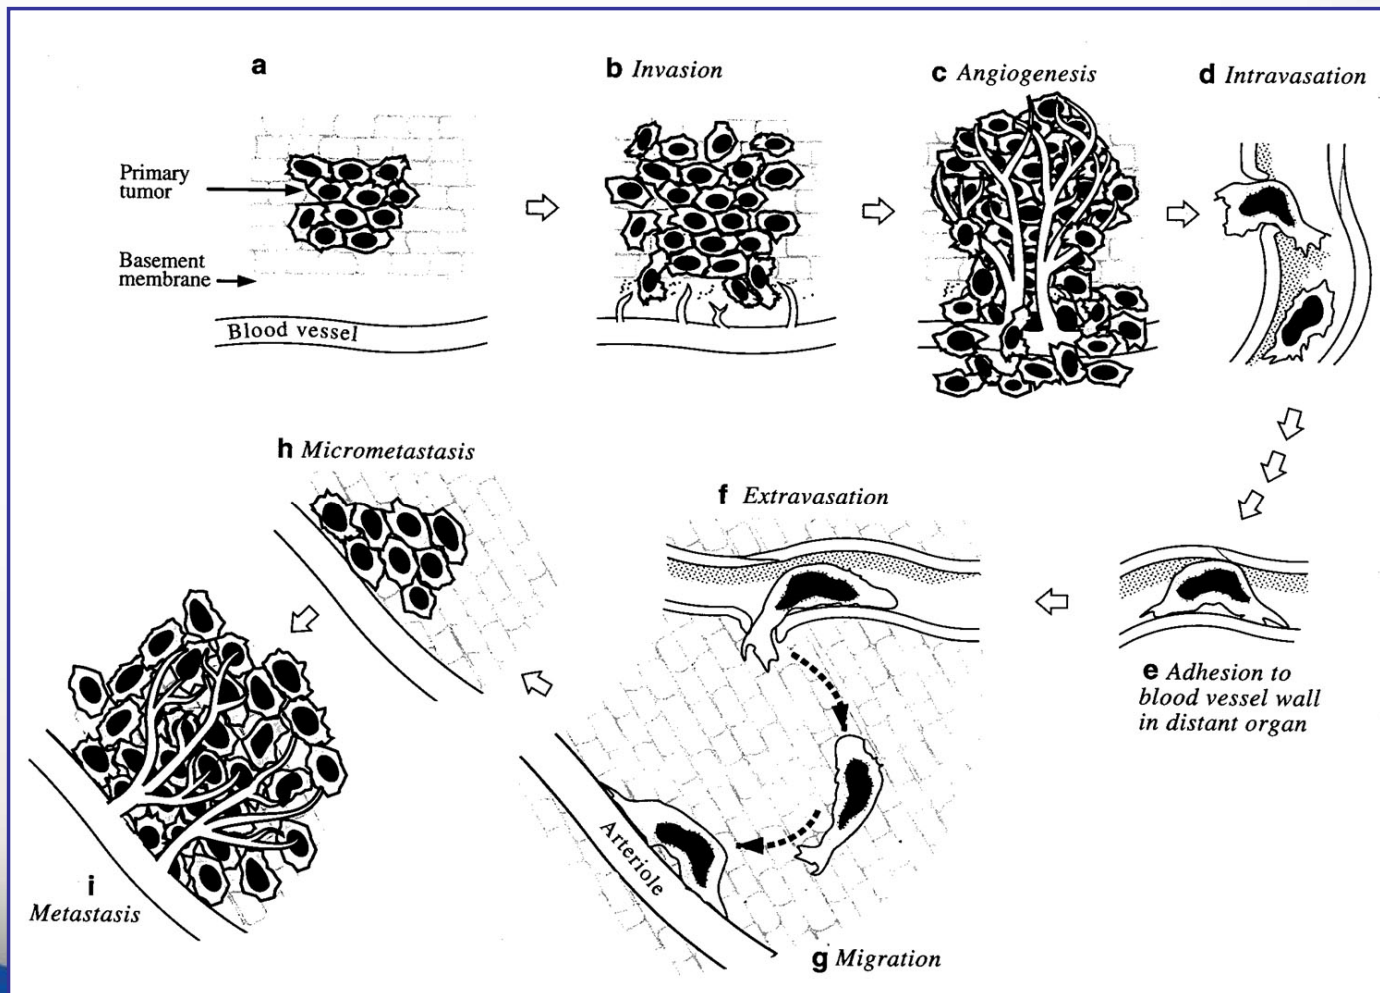 a
b Invasion
c Angiogenesis
d Intravasation
Primary
tumor
Basement
membrane
Blood vessel
e Adhesion to
blood vessel wall
in distant organ
f Extravasation
g Migration
Arteriole
h Micrometastasis
i
Metastasis